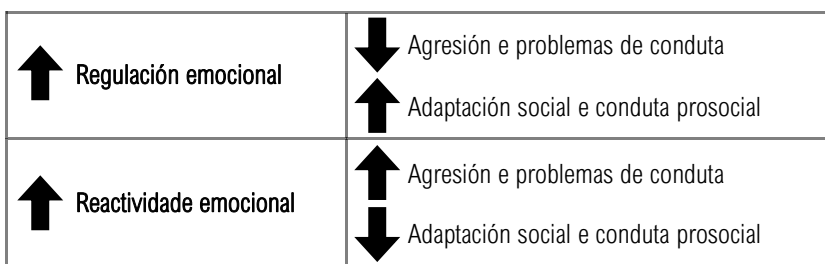 Regulación emocional
Agresión e problemas de conduta
Adaptación social e conduta prosocial
Reactividade emocional
Agresión e problemas de conduta
Adaptación social e conduta prosocial